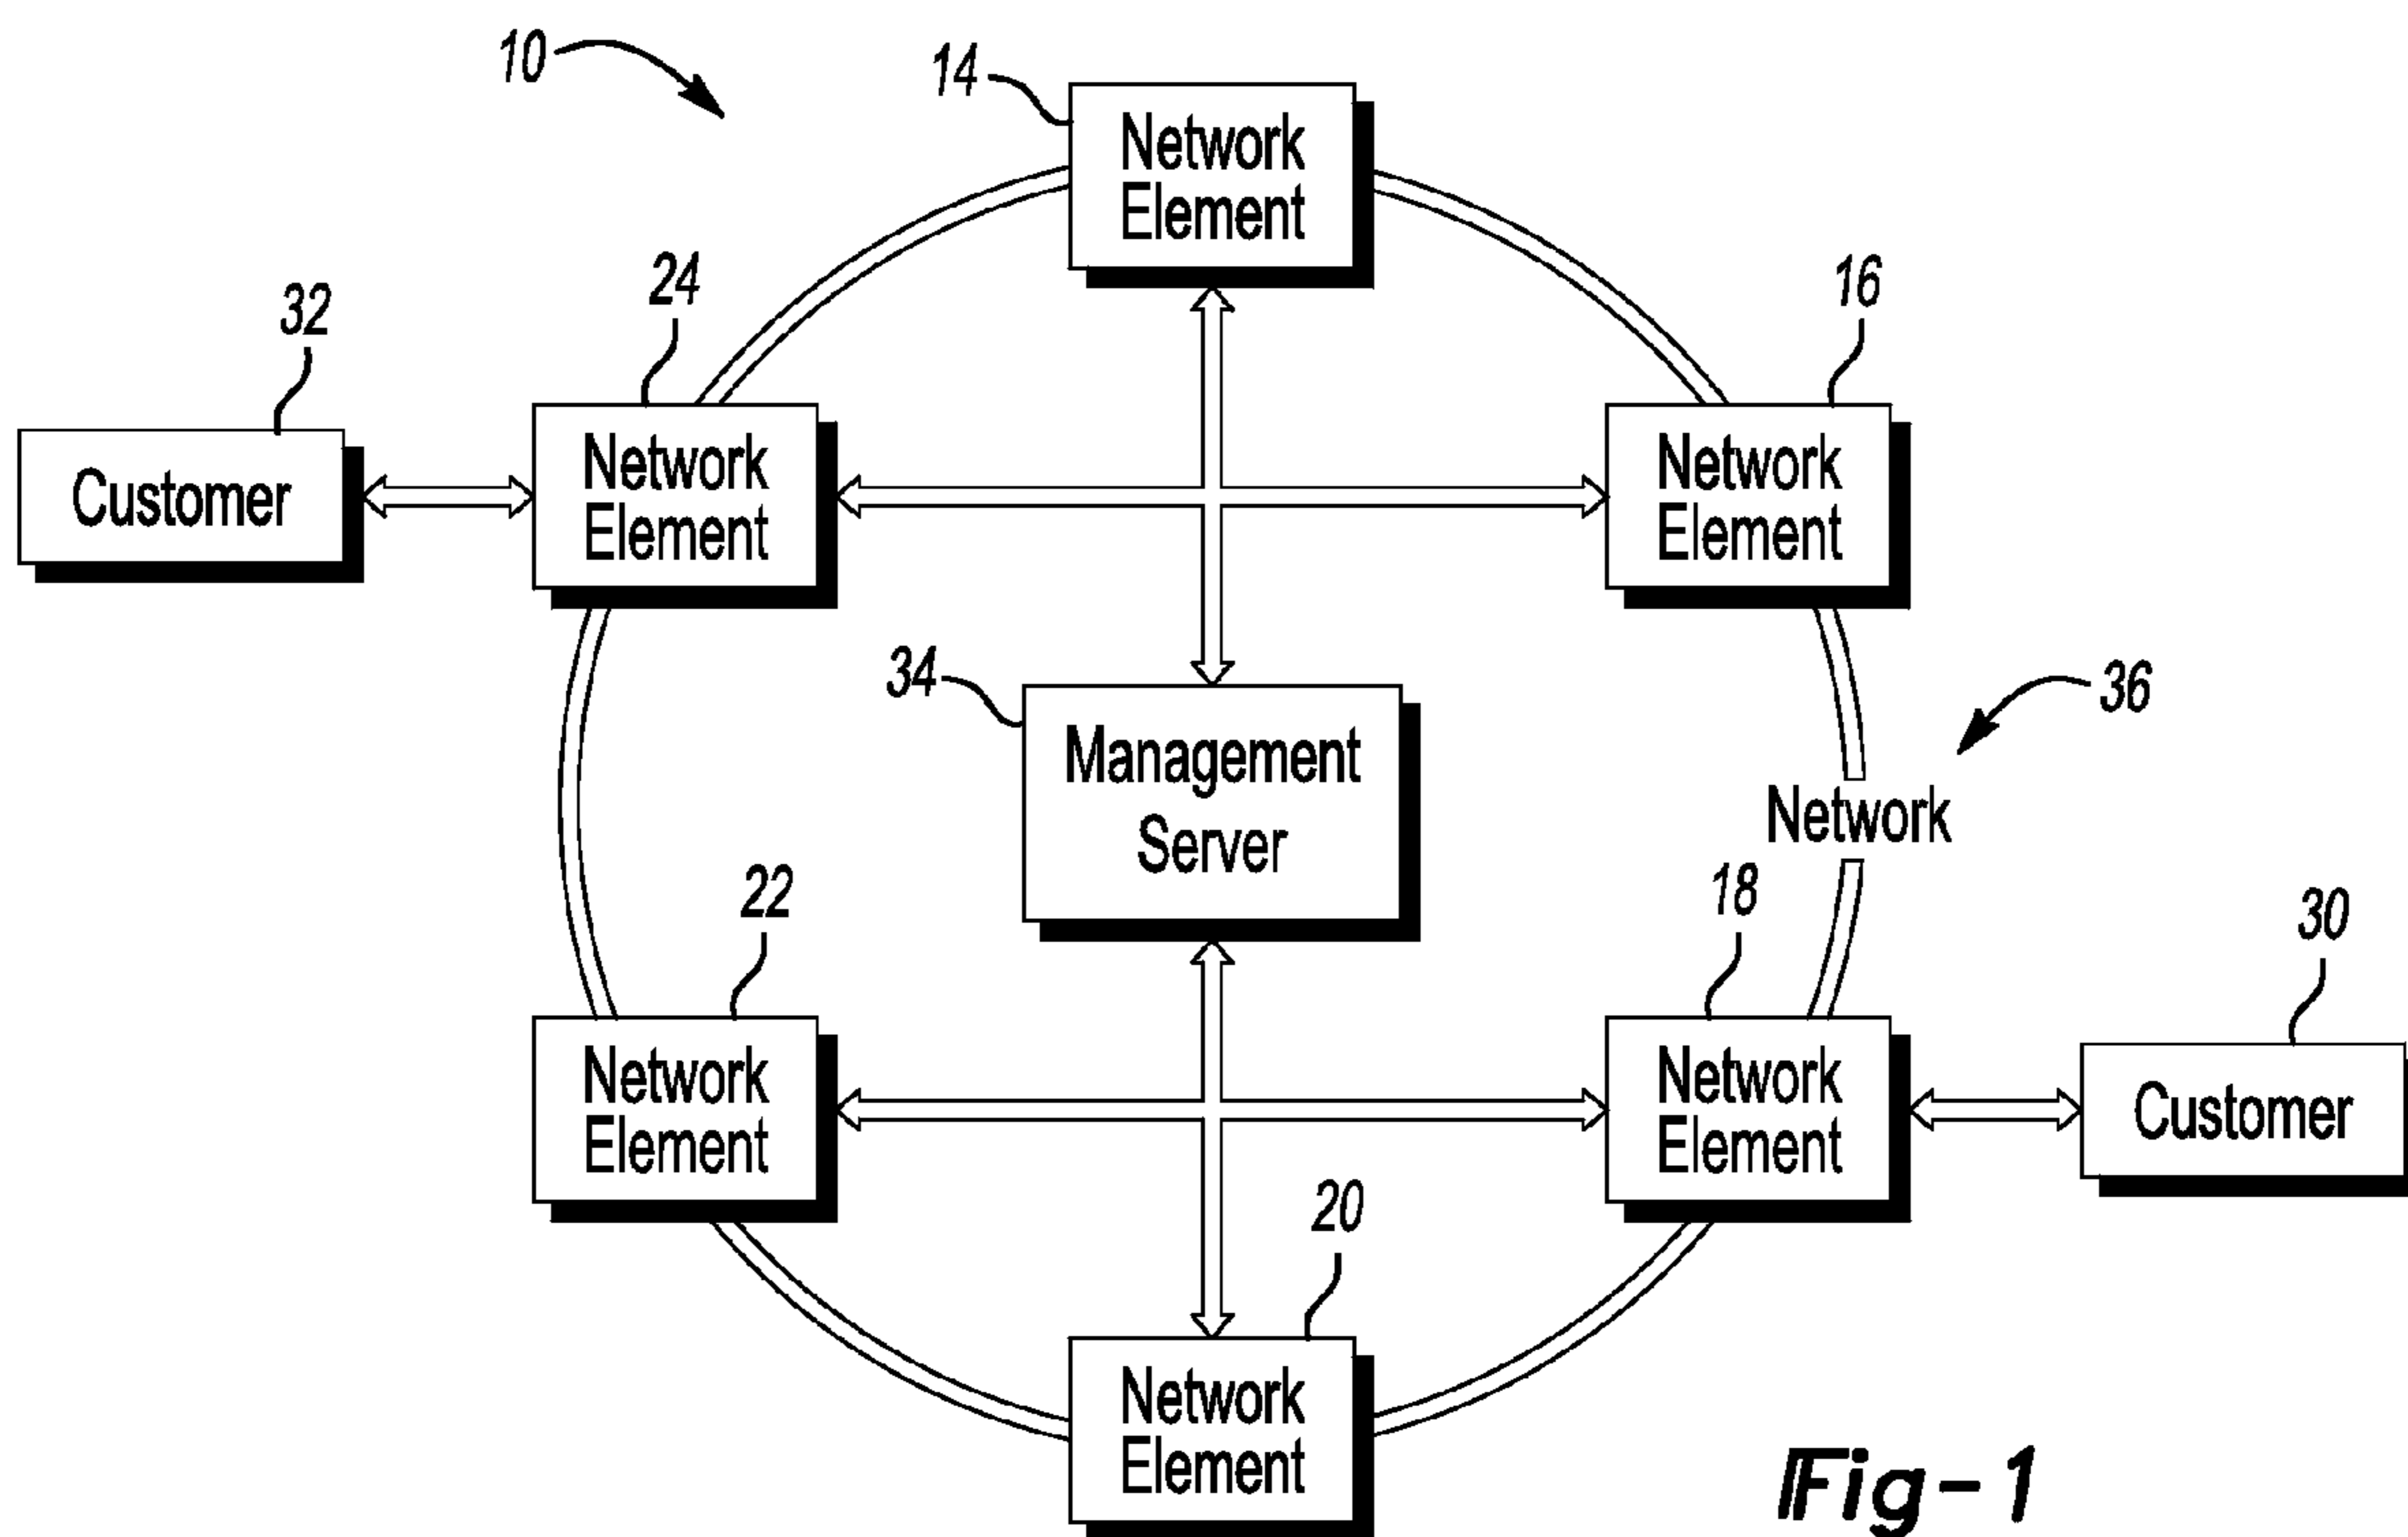 10
14
Network
Element
24
16
32
Customer
Network
Element
Network
Element
34
36
Management
Server
Network
22
18
30
Network
Element
Network
Element
Customer
20
Network
Element
Fig-1